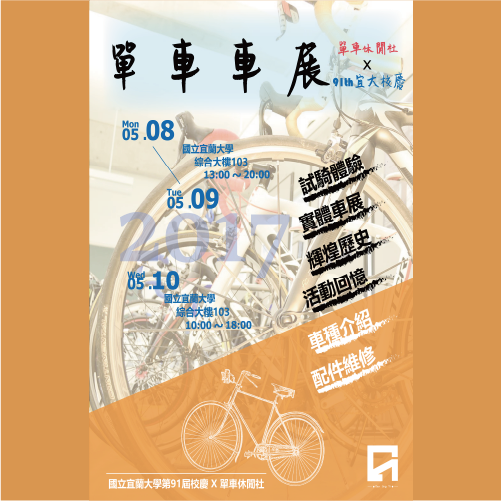 單車車展
單車休閒社
X
91th宜大校慶
Mon
05.08
國立宜蘭大學
綜合大樓103
13:00～20:00
Tue
05.09
2017
Wed
05.10
國立宜蘭大學
綜合大樓103
10:00～18:00
試騎體驗
實體車展
輝煌歷史
活動回憶
車種介紹
配件維修
國立宜蘭大學第91屆校慶 X 單車休閒社